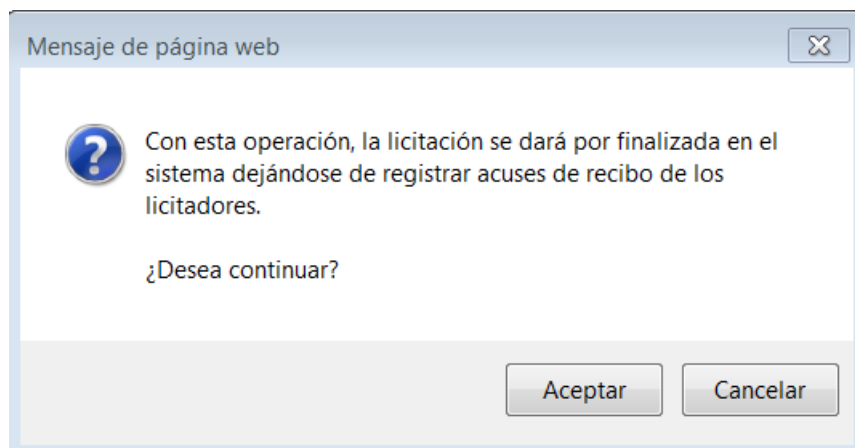 Mensaje de página web
Con esta operación, la licitación se dará por finalizada en el
sistema dejándose de registrar acuses de recibo de los
licitadores.
¿Desea continuar?
Aceptar
Cancelar